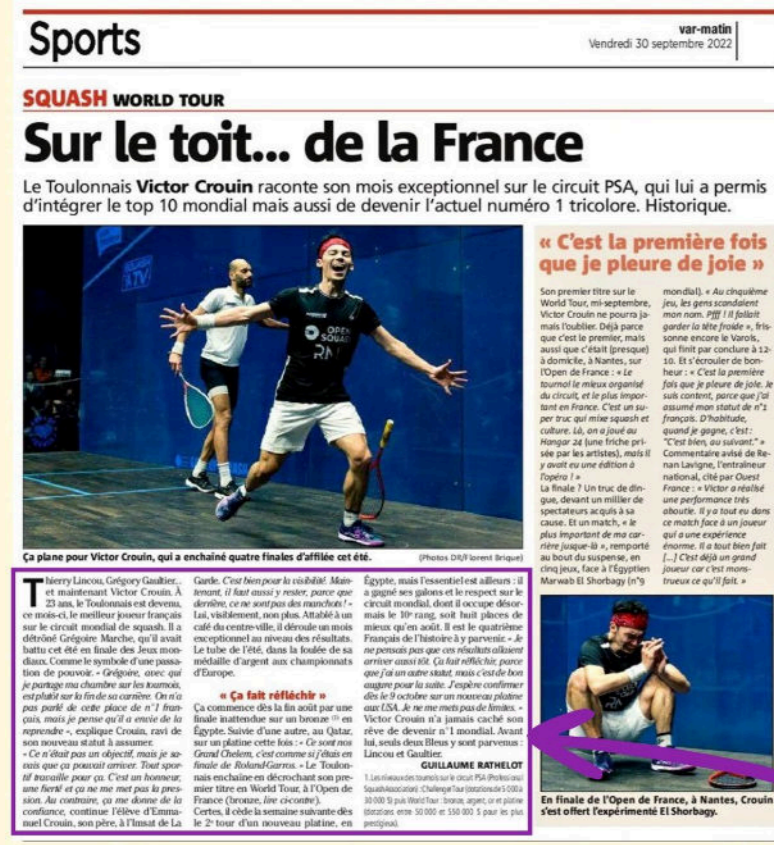 Sports
var-matin
Vendredi 30 septembre 2022
SQUASH WORLD TOUR
Sur le toit... de la France
Le Toulonnais Victor Crouin raconte son mois exceptionnel sur le circuit PSA, qui lui a permis
d'intégrer le top 10 mondial mais aussi de devenir l'actuel numéro 1 tricolore. Historique.
SQUASH
TV
OPEN
SQUASH
Ça plane pour Victor Crouin, qui a enchaîné quatre finales d'affilée cet été.
(Photos DR/Florent Brique)
« C'est la première fois
que je pleure de joie »
Son premier titre sur le
World Tour, mi-septembre,
Victor Crouin ne pourra ja-
mais l'oublier. Déjà parce
que c'est le premier, mais
aussi que c'était (presque)
à domicile, à Nantes, sur
l'Open de France : « Le
tournoi le mieux organisé
du circuit, et le plus impor-
tant en France. C'est un su-
per truc qui mixe squash et
culture. Là, on a joué au
Hangar 24 (une friche pri-
sée par les artistes), mais il
y avait eu une édition à
l'opéra ! »
La finale ? Un truc de din-
gue, devant un millier de
spectateurs acquis à sa
cause. Et un match, « le
plus important de ma car-
rière jusque-là », remporté
au bout du suspense, en
cinq jeux, face à l'Égyptien
Marwab El Shorbagy (n°9
mondial). « Au cinquième
jeu, les gens scandaient
mon nom. Pfff ! Il fallait
garder la tête froide », fris-
sonne encore le Varois,
qui finit par conclure à 12-
10. Et s'écrouler de bon-
heur : « C'est la première
fois que je pleure de joie. Je
suis content, parce que j'ai
assumé mon statut de n°1
français. D'habitude,
quand je gagne, c'est :
"C'est bien, au suivant." »
Commentaire avisé de Re-
nan Lavigne, l'entraîneur
national, cité par Ouest
France : « Victor a réalisé
une performance très
aboutie. Il y a tout eu dans
ce match face à un joueur
qui a une expérience
énorme. Il a tout bien fait
[...] C'est déjà un grand
joueur car c'est mons-
trueux ce qu'il fait. »
Thierry Lincou, Grégory Gaultier...
et maintenant Victor Crouin. À
23 ans, le Toulonnais est devenu,
ce mois-ci, le meilleur joueur français
sur le circuit mondial de squash. Il a
détrôné Grégoire Marche, qu'il avait
battu cet été en finale des Jeux mon-
diaux. Comme le symbole d'une passa-
tion de pouvoir. « Grégoire, avec qui
je partage ma chambre sur les tournois,
est plutôt sur la fin de sa carrière. On n'a
pas parlé de cette place de n°1 fran-
çais, mais je pense qu'il a envie de la
reprendre », explique Crouin, ravi de
son nouveau statut à assumer.
« Ce n'était pas un objectif, mais je sa-
vais que ça pouvait arriver. Tout spor-
tif travaille pour ça. C'est un honneur,
une fierté et ça ne me met pas la pres-
sion. Au contraire, ça me donne de la
confiance, continue l'élève d'Emma-
nuel Crouin, son père, à l'Imsat de La
Garde. C'est bien pour la visibilité. Main-
tenant, il faut aussi y rester, parce que
derrière, ce ne sont pas des manchots ! »
Lui, visiblement, non plus. Attablé à un
café du centre-ville, il déroule un mois
exceptionnel au niveau des résultats.
Le tube de l'été, dans la foulée de sa
médaille d'argent aux championnats
d'Europe.
« Ça fait réfléchir »
Ça commence dès la fin août par une
finale inattendue sur un bronze (1) en
Égypte. Suivie d'une autre, au Qatar,
sur un platine cette fois : « Ce sont nos
Grand Chelem, c'est comme si j'étais en
finale de Roland-Garros. » Le Toulon-
nais enchaîne en décrochant son pre-
mier titre en World Tour, à l'Open de
France (bronze, lire ci-contre).
Certes, il cède la semaine suivante dès
le 2e tour d'un nouveau platine, en
Égypte, mais l'essentiel est ailleurs : il
a gagné ses galons et le respect sur le
circuit mondial, dont il occupe désor-
mais le 10e rang, soit huit places de
mieux qu'en août. Il est le quatrième
Français de l'histoire à y parvenir. « Je
ne pensais pas que ces résultats allaient
arriver aussi tôt. Ça fait réfléchir, parce
que j'ai un autre statut, mais c'est de bon
augure pour la suite. J'espère confirmer
dès le 9 octobre sur un nouveau platine
aux USA. Je ne me mets pas de limites. »
Victor Crouin n'a jamais caché son
rêve de devenir n°1 mondial. Avant
lui, seuls deux Bleus y sont parvenus :
Lincou et Gaultier.
GUILLAUME RATHELOT
1. Les niveaux des tournois sur le circuit PSA (Professional
Squash Association) : Challenge Tour (dotations de 5 000 à
30 000 $) puis World Tour : bronze, argent, or et platine
(dotations entre 50 000 et 550 000 $ pour les plus
prestigieux).
En finale de l'Open de France, à Nantes, Crouin
s'est offert l'expérimenté El Shorbagy.